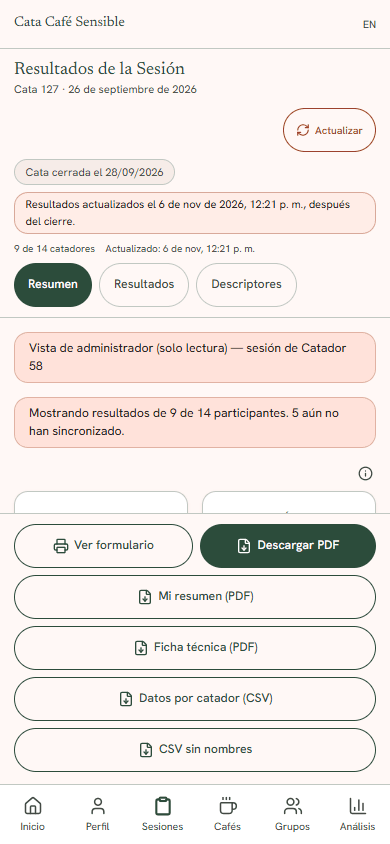 Cata Café Sensible
EN
Resultados de la Sesión
Cata 127 · 26 de septiembre de 2026
Actualizar
Cata cerrada el 28/09/2026
Resultados actualizados el 6 de nov de 2026, 12:21 p. m., después
del cierre.
9 de 14 catadores Actualizado: 6 de nov, 12:21 p. m.
Resumen
Resultados
Descriptores
Vista de administrador (solo lectura) — sesión de Catador
58
Mostrando resultados de 9 de 14 participantes. 5 aún no
han sincronizado.
Ver formulario
Descargar PDF
Mi resumen (PDF)
Ficha técnica (PDF)
Datos por catador (CSV)
CSV sin nombres
Inicio
Perfil
Sesiones
Cafés
Grupos
Análisis